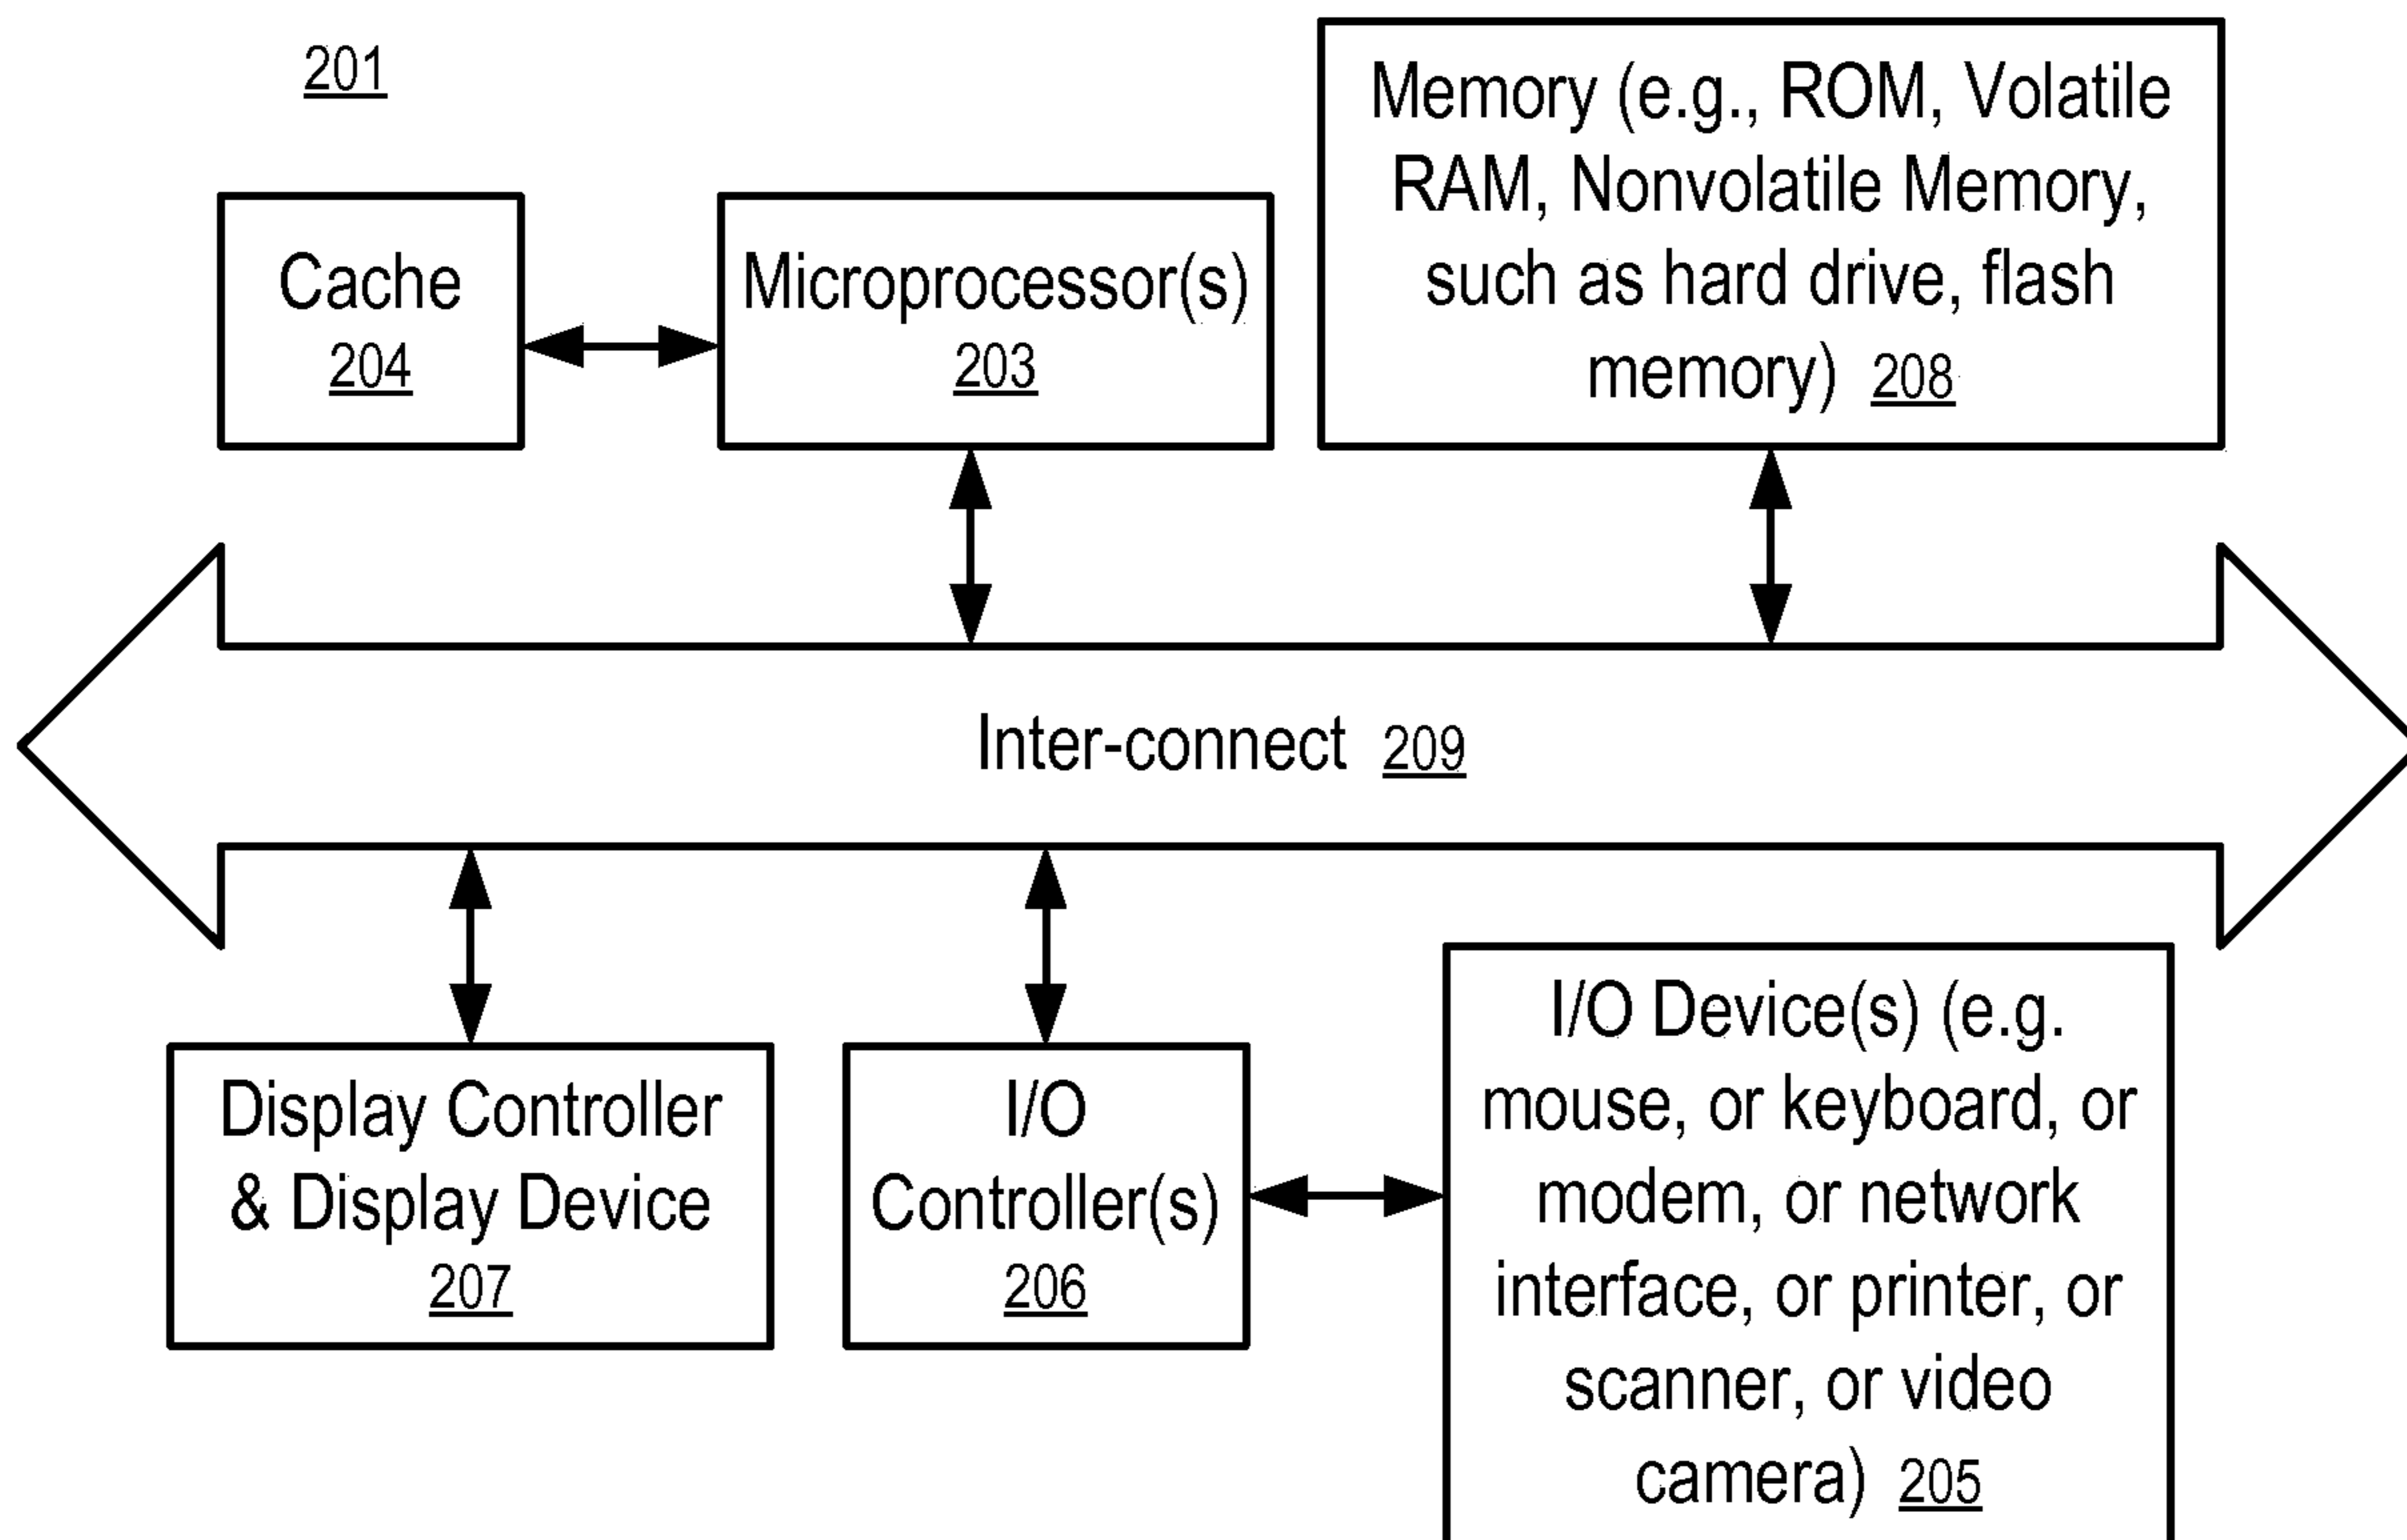 201
Cache
204
Microprocessor(s)
203
Memory (e.g., ROM, Volatile
RAM, Nonvolatile Memory,
such as hard drive, flash
memory) 208
Inter-connect 209
Display Controller
& Display Device
207
I/O
Controller(s)
206
I/O Device(s) (e.g.
mouse, or keyboard, or
modem, or network
interface, or printer, or
scanner, or video
camera) 205